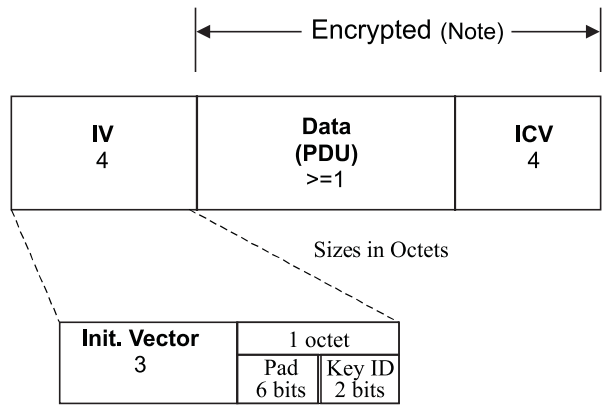 Encrypted (Note)
IV
4
Data
(PDU)
>=1
ICV
4
Sizes in Octets
Init. Vector
3
1 octet
Pad
6 bits
Key ID
2 bits